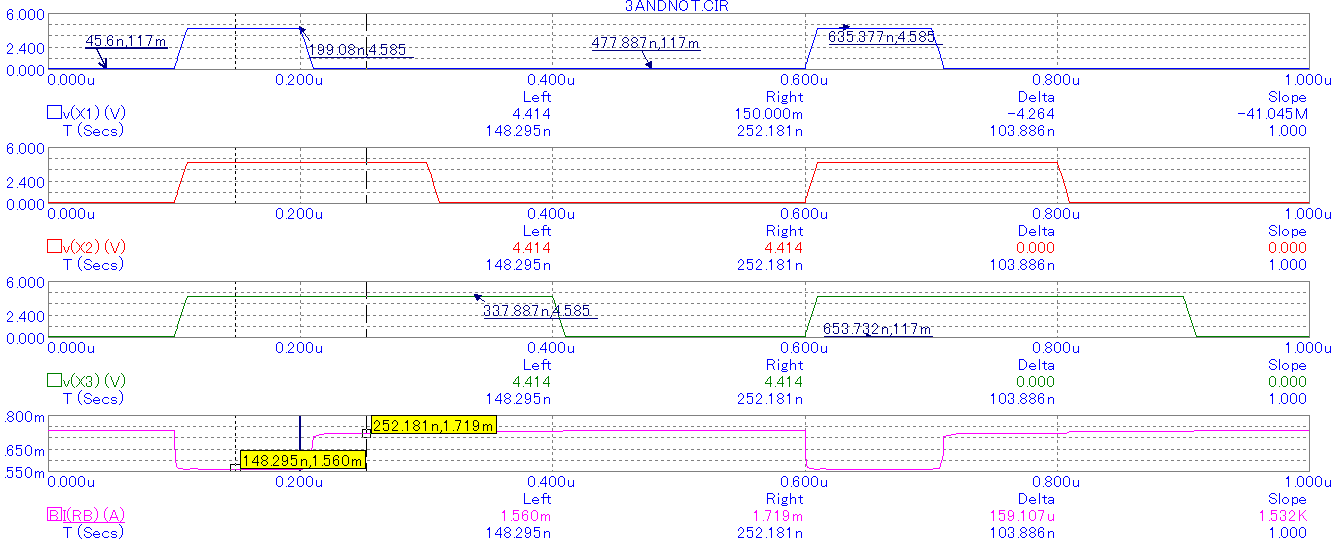 3ANDNOT.CIR
6.000
45.6n,117m
199.08n,4.585
477.887n,117m
635.377n,4.585
2.400
0.000
0.000u 0.200u 0.400u 0.600u 0.800u 1.000u
Left Right Delta Slope
v(X1) (V) 4.414 150.000m -4.264 -41.045M
T (Secs) 148.295n 252.181n 103.886n 1.000
6.000
2.400
0.000
0.000u 0.200u 0.400u 0.600u 0.800u 1.000u
Left Right Delta Slope
v(X2) (V) 4.414 4.414 0.000 0.000
T (Secs) 148.295n 252.181n 103.886n 1.000
6.000
2.400
337.887n,4.585
653.732n,117m
0.000
0.000u 0.200u 0.400u 0.600u 0.800u 1.000u
Left Right Delta Slope
v(X3) (V) 4.414 4.414 0.000 0.000
T (Secs) 148.295n 252.181n 103.886n 1.000
.800m
252.181n,1.719m
.650m
148.295n,1.560m
.550m
0.000u 0.200u 0.400u 0.600u 0.800u 1.000u
Left Right Delta Slope
I(RB) (A) 1.560m 1.719m 159.107u 1.532K
T (Secs) 148.295n 252.181n 103.886n 1.000